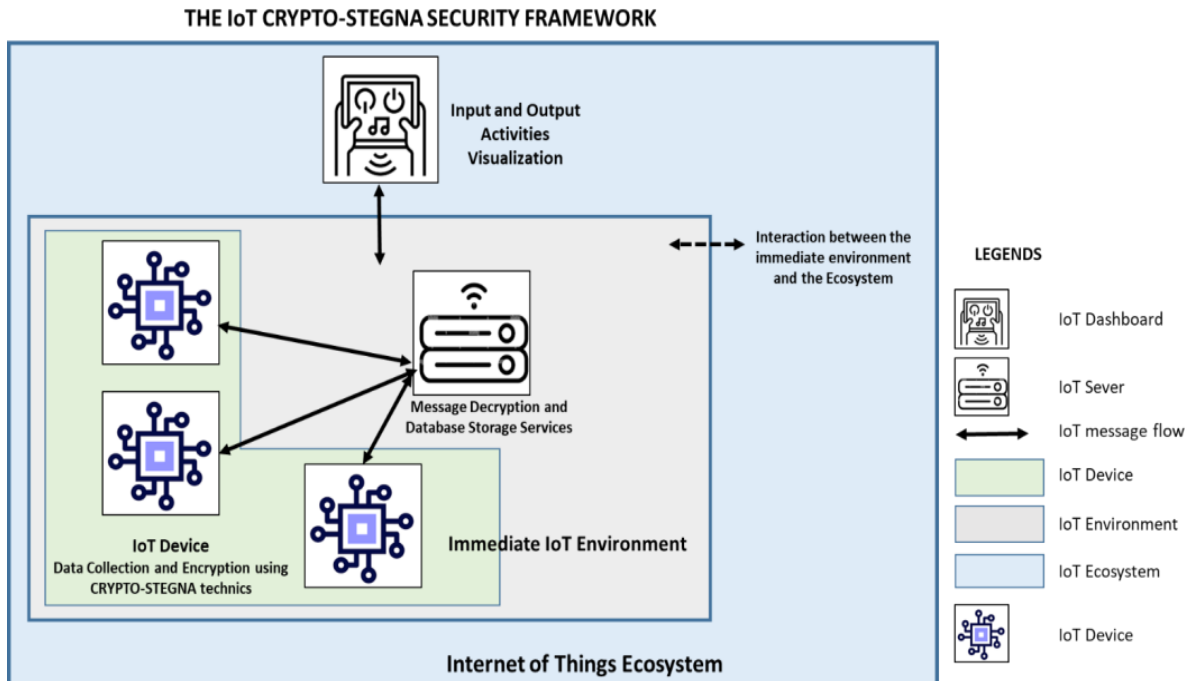 THE IoT CRYPTO-STEGNA SECURITY FRAMEWORK
Input and Output
Activities
Visualization
Interaction between the
immediate environment
and the Ecosystem
Message Decryption and
Database Storage Services
IoT Device
Data Collection and Encryption using
CRYPTO-STEGNA technics
Immediate IoT Environment
Internet of Things Ecosystem
LEGENDS
IoT Dashboard
IoT Sever
IoT message flow
IoT Device
IoT Environment
IoT Ecosystem
IoT Device